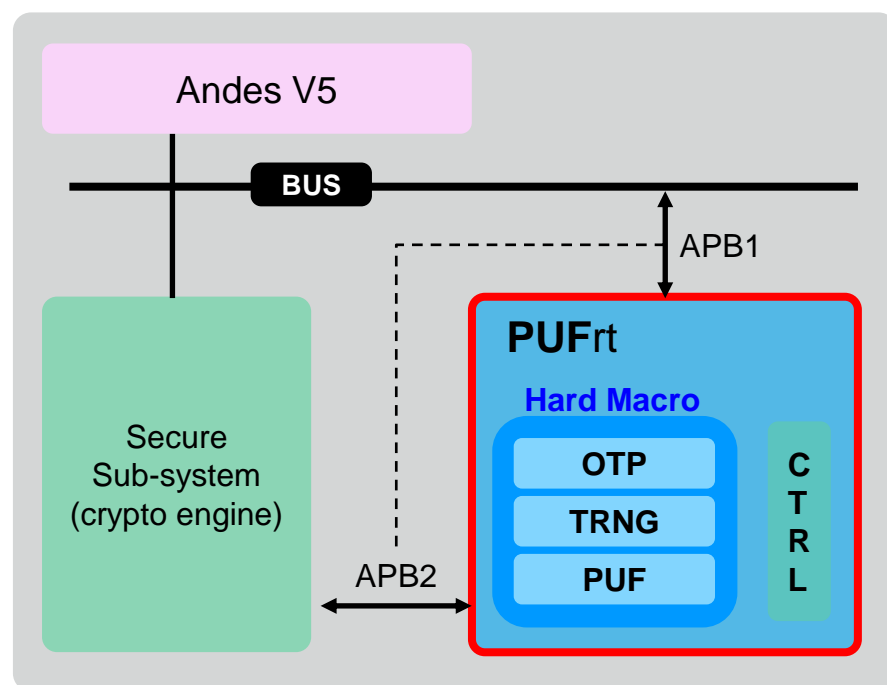 Andes V5
BUS
APB1
PUFrt
Hard Macro
OTP
TRNG
PUF
C
T
R
L
Secure
Sub-system
(crypto engine)
APB2